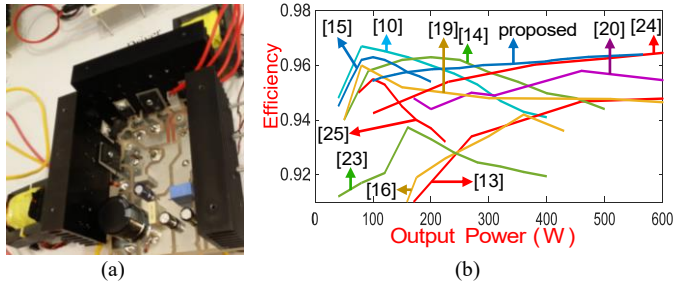 0.98
[15]
[10]
[19]
[14]
proposed
[20]
[24]
0.96
Efficiency
0.94
[25]
[23]
0.92
[16]
[13]
0 100 200 300 400 500 600
Output Power (W)
(a) (b)